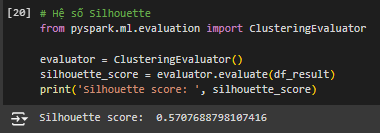 [20] # Hệ số Silhouette
from pyspark.ml.evaluation import ClusteringEvaluator
evaluator = ClusteringEvaluator()
silhouette_score = evaluator.evaluate(df_result)
print('Silhouette score: ', silhouette_score)
Silhouette score:  0.5707688798107416